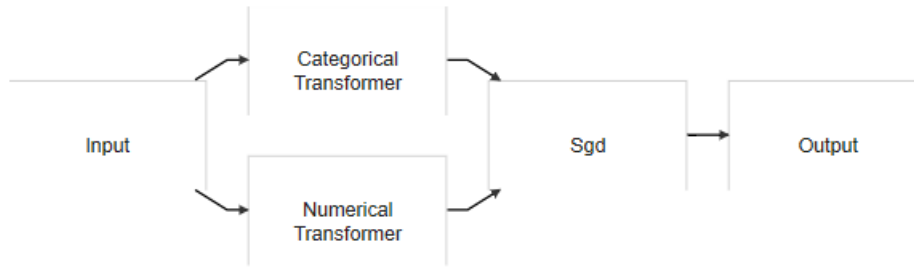 Input
Categorical
Transformer
Numerical
Transformer
Sgd
Output